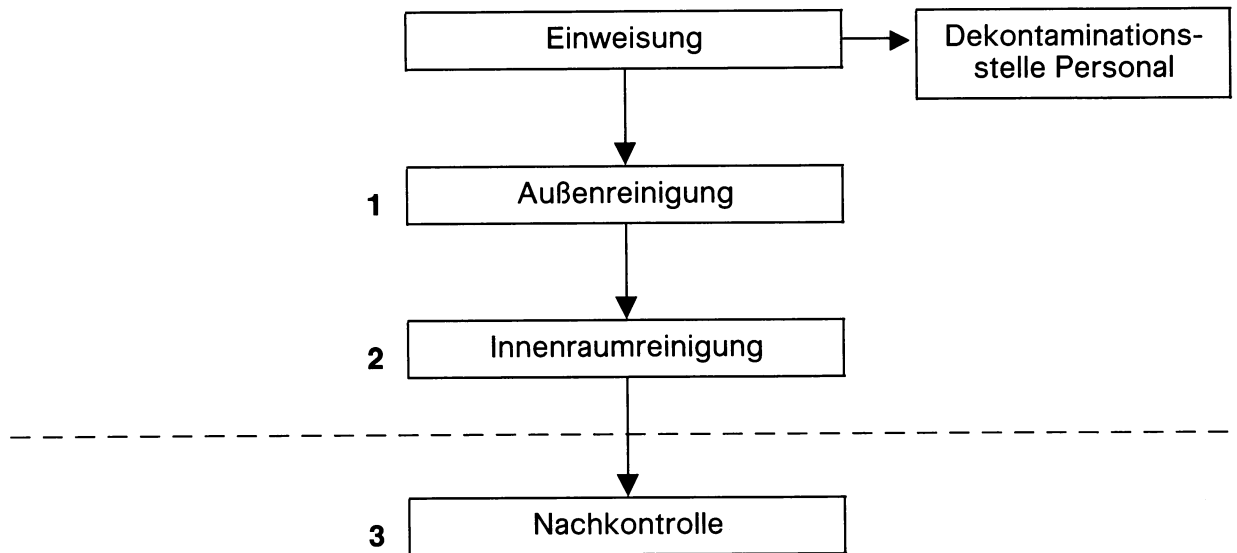 Einweisung
Dekontaminations-
stelle Personal
1 Außenreinigung
2 Innenraumreinigung
3 Nachkontrolle